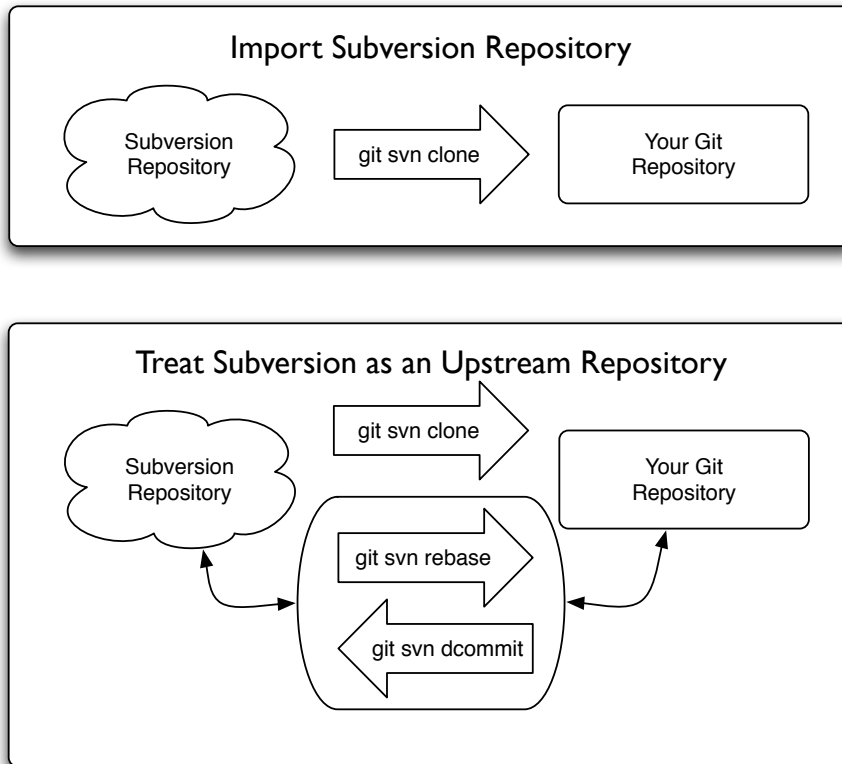 Import Subversion Repository
Subversion
Repository
git svn clone
Your Git
Repository
Treat Subversion as an Upstream Repository
git svn clone
Subversion
Repository
Your Git
Repository
git svn rebase
git svn dcommit